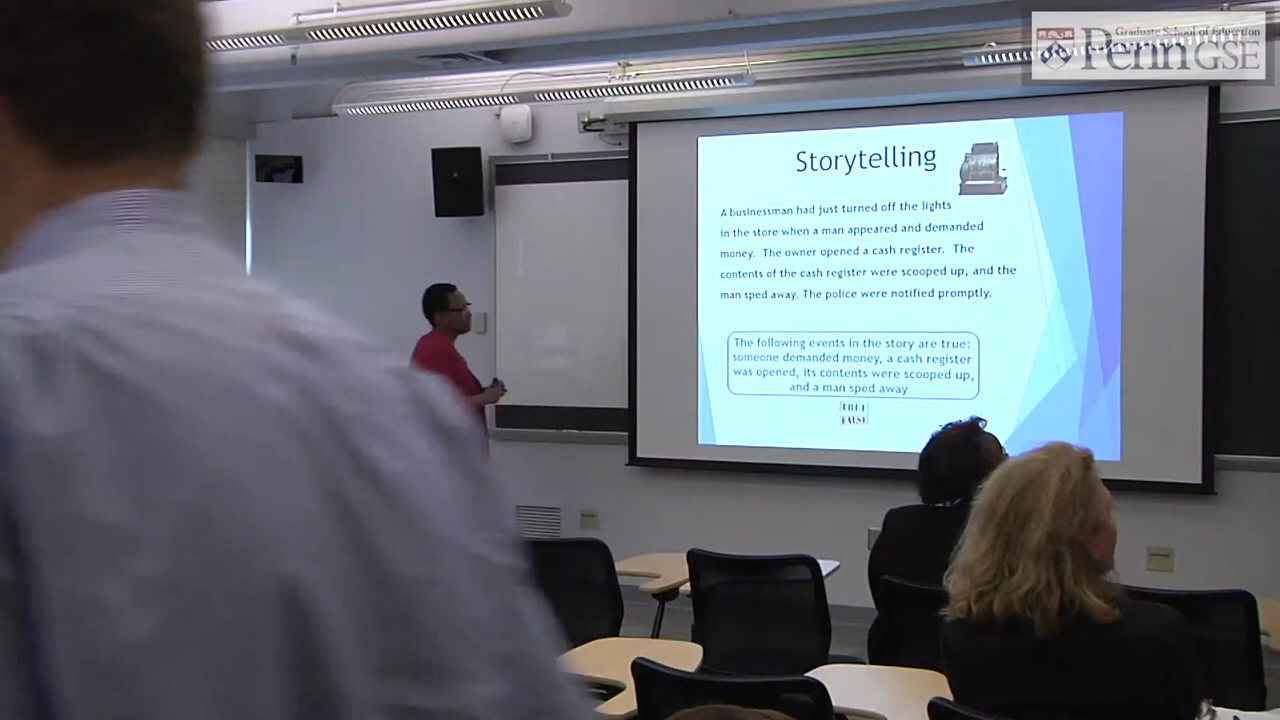 Graduate School of Education
Penn GSE
Storytelling
A businessman had just turned off the lights
in the store when a man appeared and demanded
money. The owner opened a cash register. The
contents of the cash register were scooped up, and the
man sped away. The police were notified promptly.
The following events in the story are true:
someone demanded money, a cash register
was opened, its contents were scooped up,
and a man sped away
TRUE
FALSE